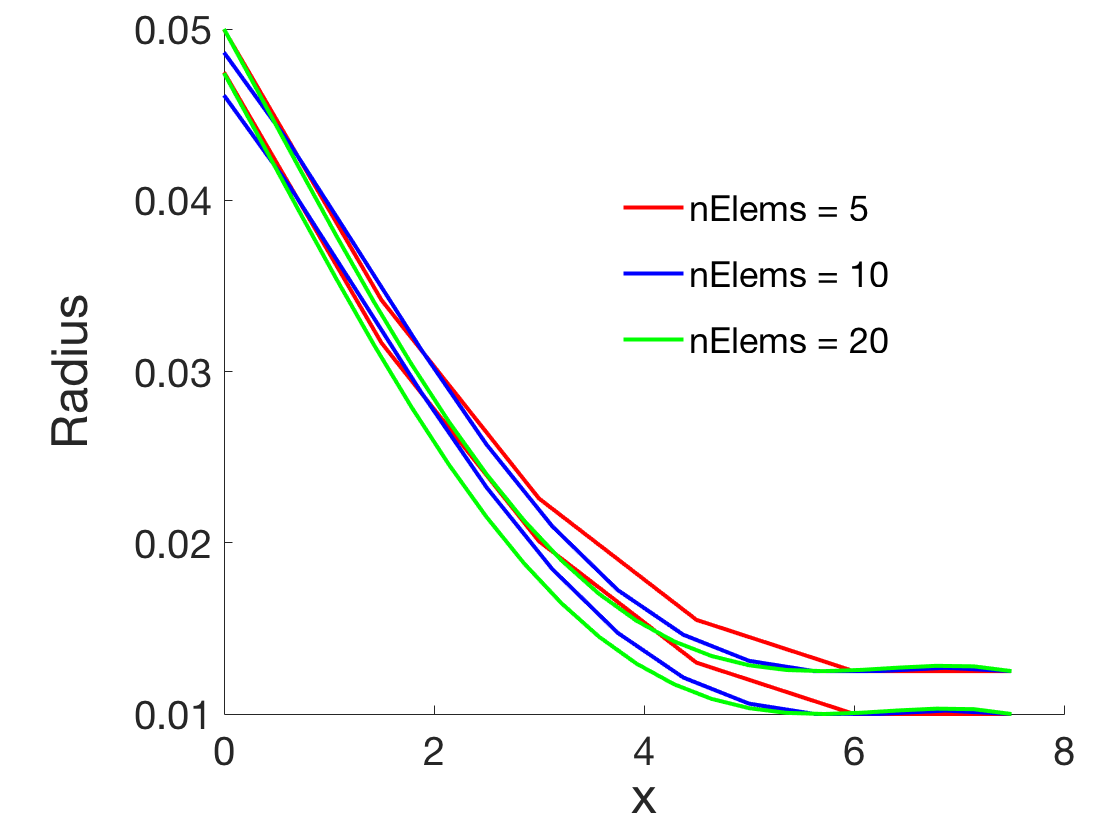 0.05
0.04
0.03
0.02
0.01
Radius
nElems = 5
nElems = 10
nElems = 20
0 2 4 6 8
x